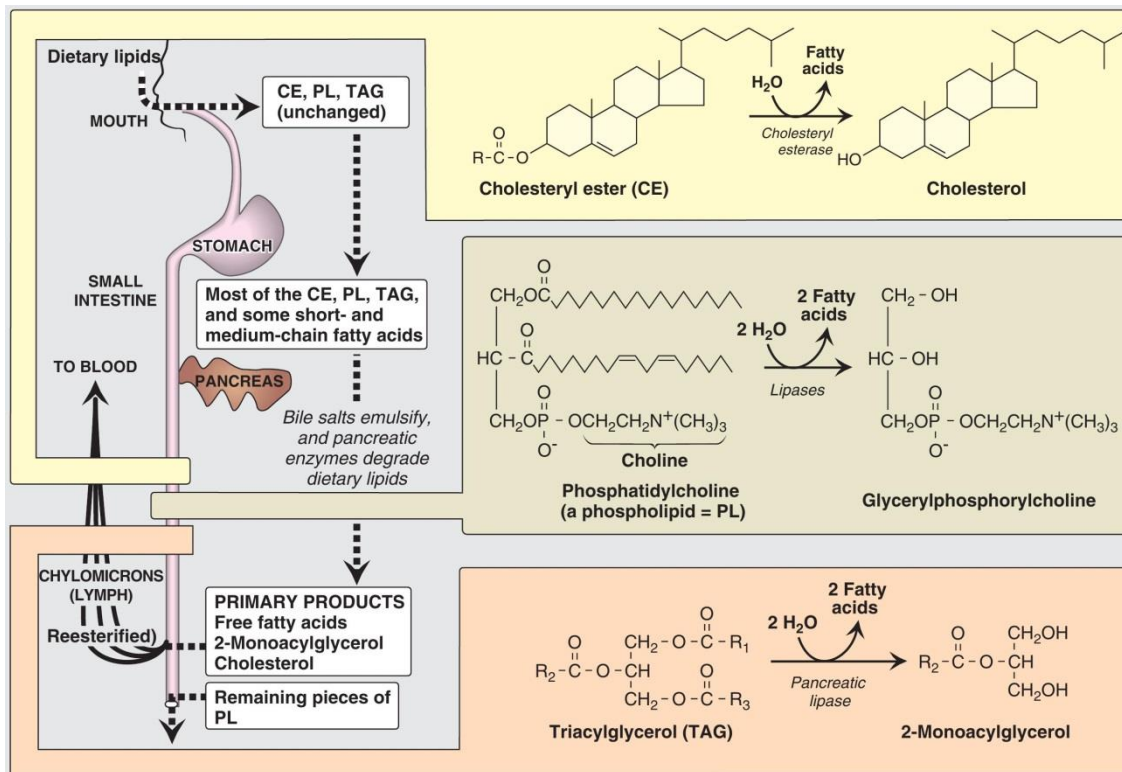 Dietary lipids
MOUTH
CE, PL, TAG
(unchanged)
STOMACH
SMALL
INTESTINE
Most of the CE, PL, TAG,
and some short- and
medium-chain fatty acids
TO BLOOD
PANCREAS
Bile salts emulsify,
and pancreatic
enzymes degrade
dietary lipids
CHYLOMICRONS
(LYMPH)
Reesterified)
PRIMARY PRODUCTS
Free fatty acids
2-Monoacylglycerol
Cholesterol
Remaining pieces of
PL
O
R-C-O
H₂O
Fatty
acids
Cholesteryl
esterase
HO
Cholesteryl ester (CE)
Cholesterol
O
CH₂OC
O
HC C
O
CH₂OP - OCH₂CH₂N⁺(CH₃)₃
O⁻
Choline
Phosphatidylcholine
(a phospholipid = PL)
2 H₂O
2 Fatty
acids
Lipases
CH₂-OH
HC-OH
O
CH₂OP - OCH₂CH₂N⁺(CH₃)₃
O⁻
Glycerylphosphorylcholine
O
CH₂-O-C-R₁
O
R₂-C-O-CH
O
CH₂-O-C-R₃
Triacylglycerol (TAG)
2 H₂O
2 Fatty
acids
Pancreatic
lipase
CH₂OH
O
R₂-C-O-CH
CH₂OH
2-Monoacylglycerol